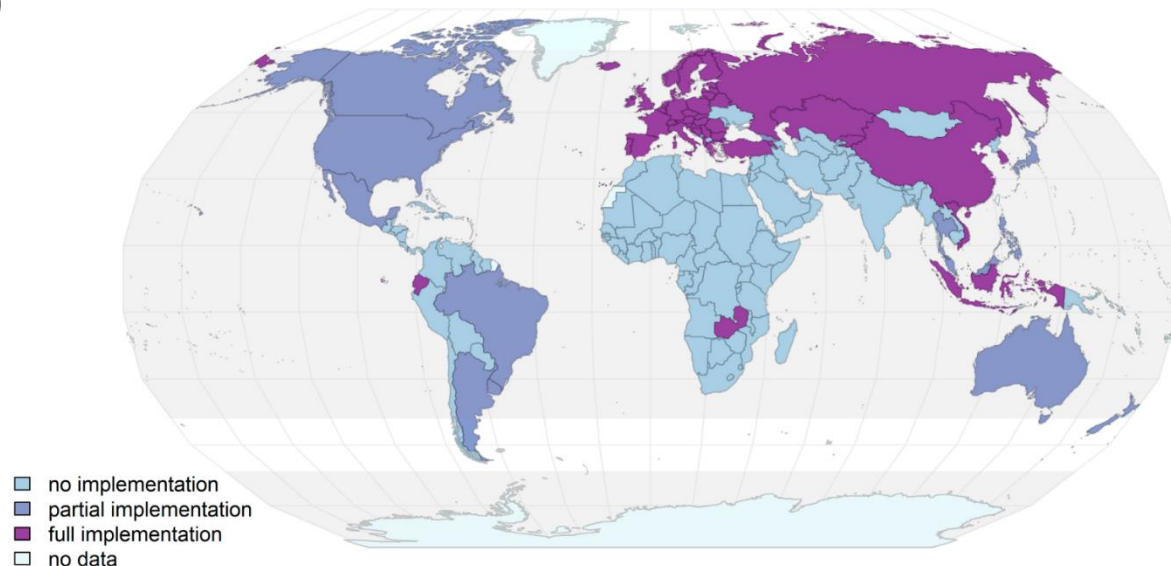 no implementation
partial implementation
full implementation
no data